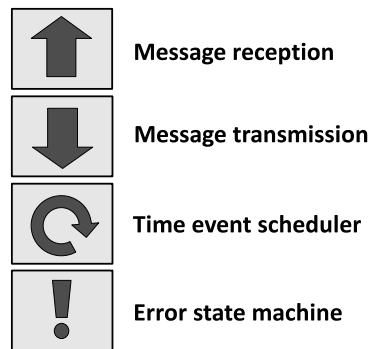 Message reception
Message transmission
Time event scheduler
Error state machine